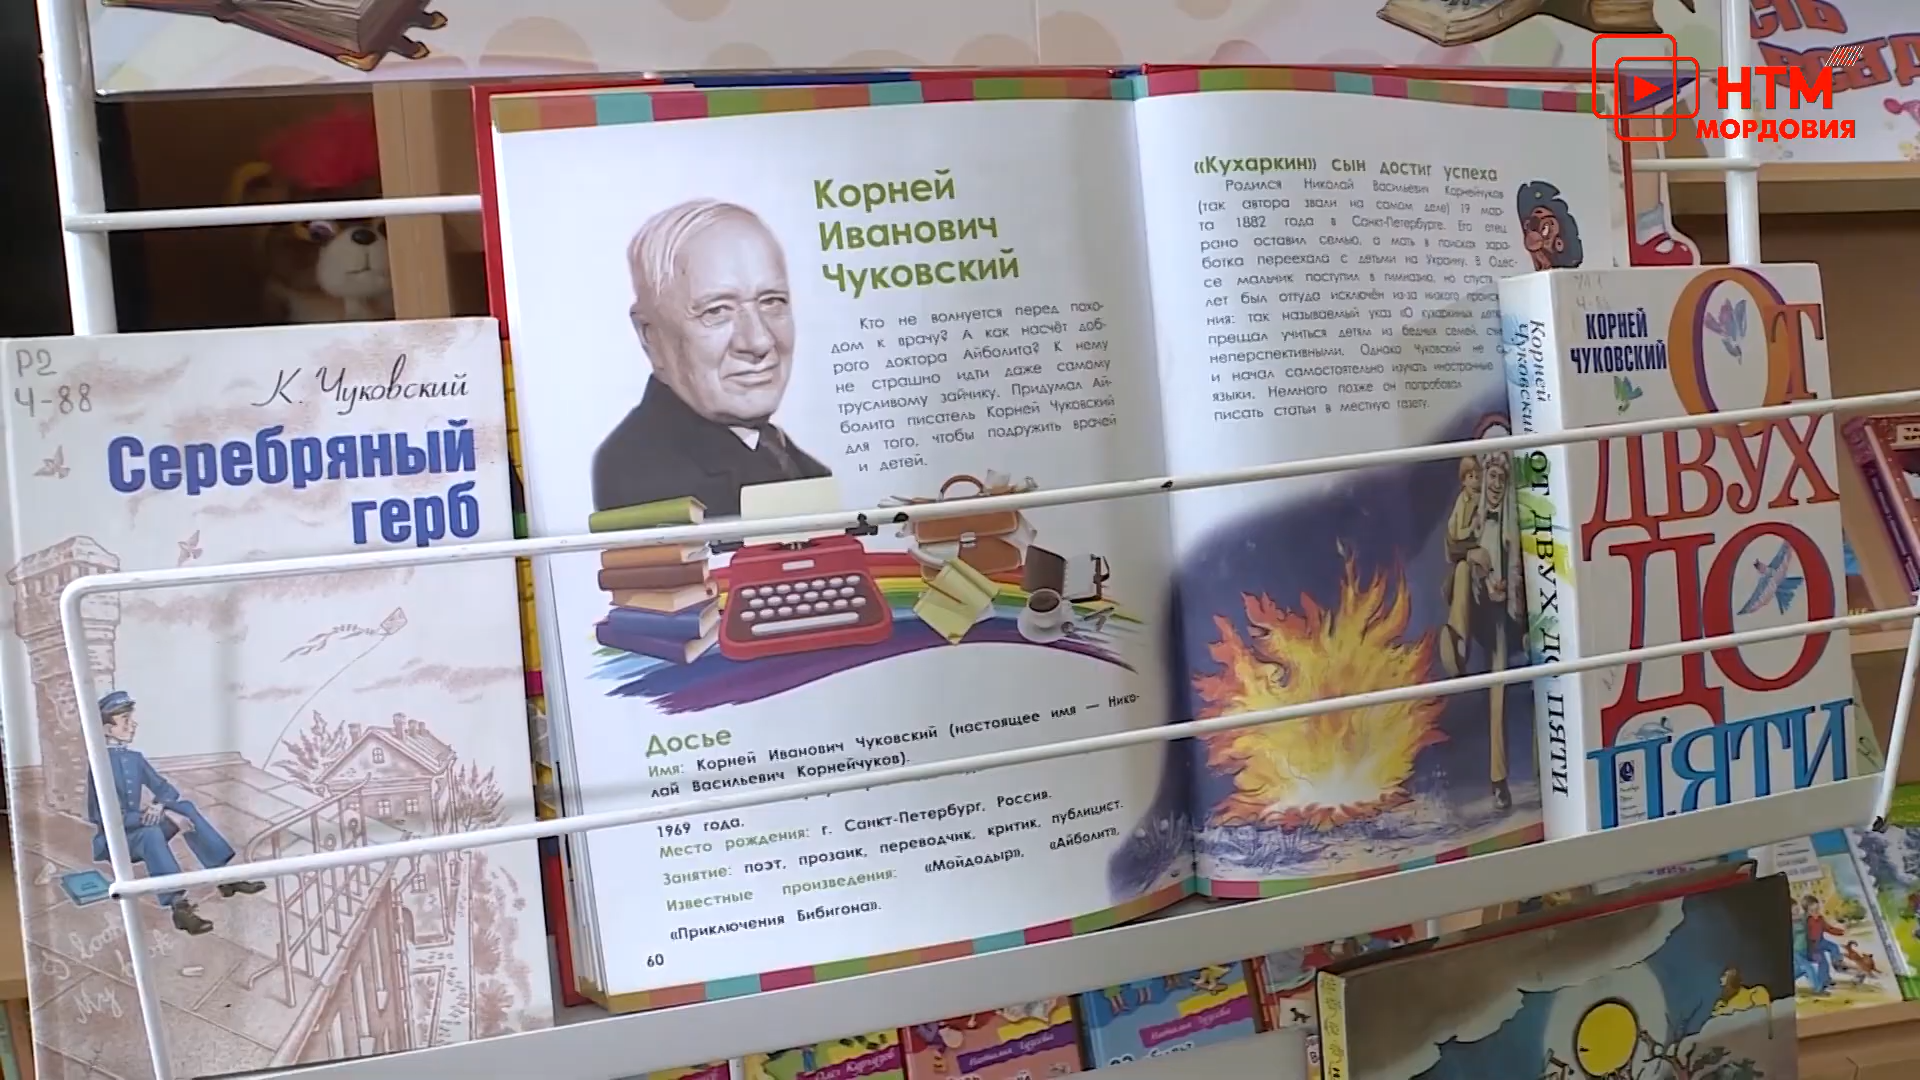 НТМ
МОРДОВИЯ
Р2
Ч-88
К. Чуковский
Серебряный
герб
Корней
Иванович
Чуковский
Кто не волнуется перед похо-
дом к врачу? А как насчёт доб-
рого доктора Айболита? К нему
не страшно идти даже самому
трусливому зайчику. Придумал Ай-
болита писатель Корней Чуковский
для того, чтобы подружить врачей
и детей.
Досье
Имя: Корней Иванович Чуковский (настоящее имя — Нико-
лай Васильевич Корнейчуков).
1969 года.
Место рождения: г. Санкт-Петербург, Россия.
Занятие: поэт, прозаик, переводчик, критик, публицист.
Известные произведения: «Мойдодыр», «Айболит»,
«Приключения Бибигона».
60
«Кухаркин» сын достиг успеха
Родился Николай Васильевич Корнейчуков
(так автора звали на самом деле) 19 мар-
та 1882 года в Санкт-Петербурге. Его отец
рано оставил семью, а мать в поисках зара-
ботка переехала с детьми на Украину. В Одес-
се мальчик поступил в гимназию, но спустя
лет был оттуда исключён из-за низкого происх
ния: так называемый указ «О кухаркиных дет
прещал учиться детям из бедных семей, счи
неперспективными. Однако Чуковский не
и начал самостоятельно изучать иностранные
языки. Немного позже он попробовал
писать статьи в местную газету.
Корней
Чуковский
ОТ ДВУХ ДО ПЯТИ
КОРНЕЙ
ЧУКОВСКИЙ
ОТ
ДВУХ
ДО
ПЯТИ
Наталия Чуева